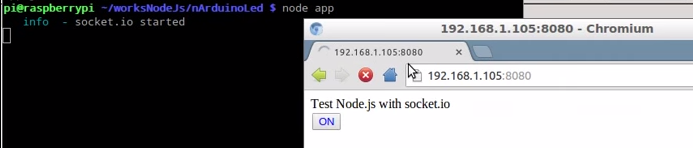 pi@raspberrypi ~/worksNodeJs/nArduinoLed $ node app
info - socket.io started
192.168.1.105:8080 - Chromium
192.168.1.105:8080
192.168.1.105:8080
Test Node.js with socket.io
ON